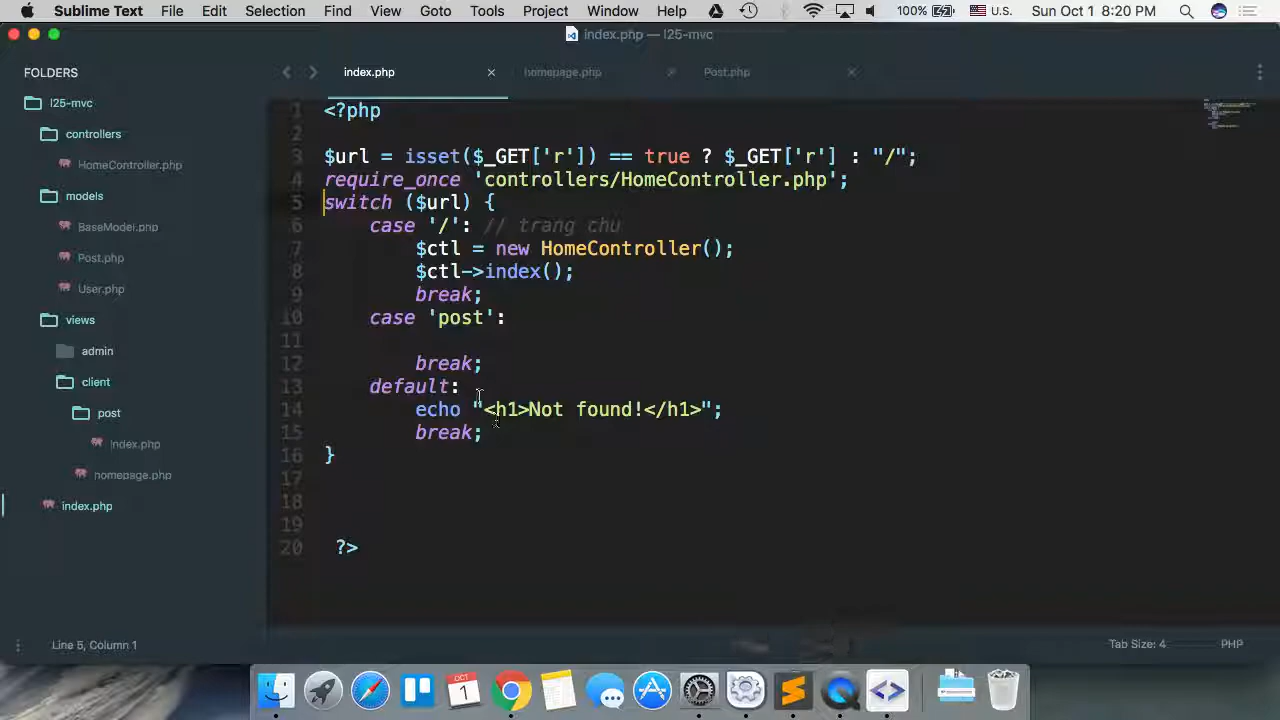 Sublime Text File Edit Selection Find View Goto Tools Project Window Help 100% U.S. Sun Oct 1 8:20 PM
index.php — l25-mvc
FOLDERS
l25-mvc
controllers
HomeController.php
models
BaseModel.php
Post.php
User.php
views
admin
client
post
index.php
homepage.php
index.php
index.php homepage.php Post.php
1 <?php
2
3 $url = isset($_GET['r']) == true ? $_GET['r'] : "/";
4 require_once 'controllers/HomeController.php';
5 switch ($url) {
6 case '/': // trang chu
7 $ctl = new HomeController();
8 $ctl->index();
9 break;
10 case 'post':
11
12 break;
13 default:
14 echo "<h1>Not found!</h1>";
15 break;
16 }
17
18
19
20 ?>
Line 5, Column 1 Tab Size: 4 PHP
OCT
1